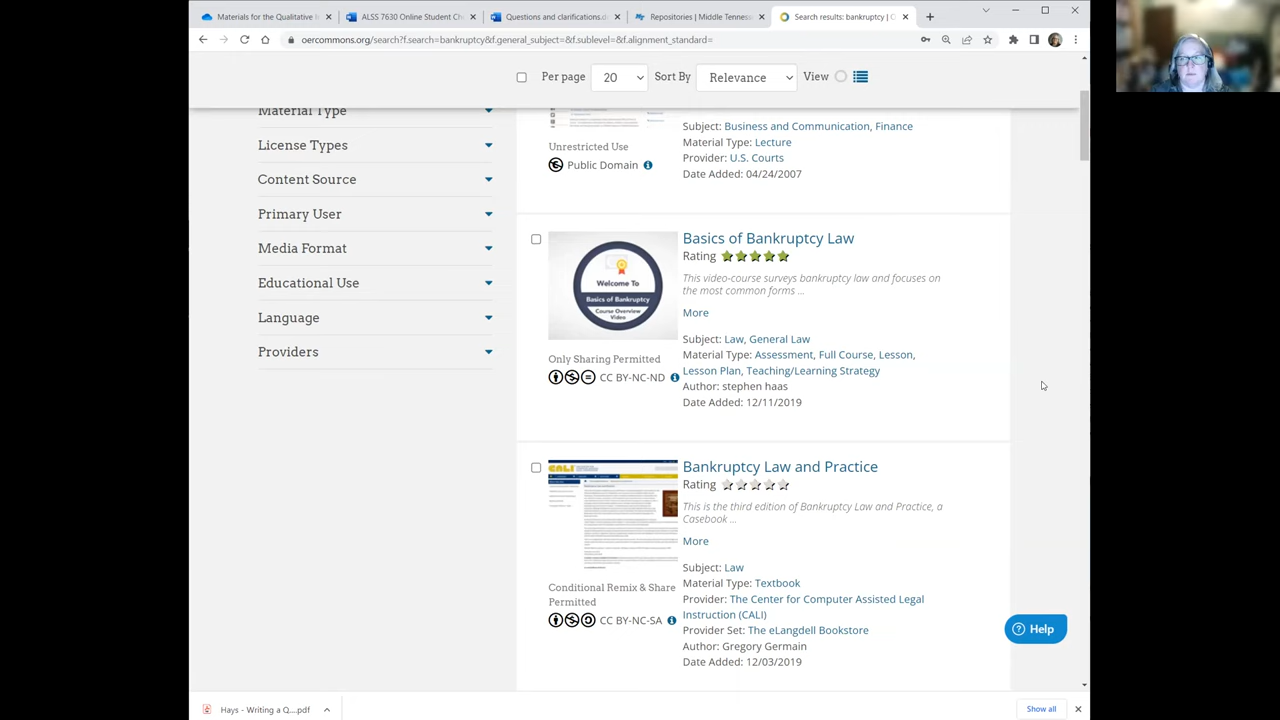 Materials for the Qualitative I
ALSS 7630 Online Student Ch
Questions and clarifications.d
Repositories | Middle Tenness
Search results: bankruptcy | O
oercommons.org/search?f.search=bankruptcy&f.general_subject=&f.sublevel=&f.alignment_standard=
Per page 20 Sort By Relevance View
Material Type
License Types
Content Source
Primary User
Media Format
Educational Use
Language
Providers
Unrestricted Use
Public Domain
Subject: Business and Communication, Finance
Material Type: Lecture
Provider: U.S. Courts
Date Added: 04/24/2007
Welcome To
Basics of Bankruptcy
Course Overview
Video
Only Sharing Permitted
CC BY-NC-ND
Basics of Bankruptcy Law
Rating
This video-course surveys bankruptcy law and focuses on
the most common forms ...
More
Subject: Law, General Law
Material Type: Assessment, Full Course, Lesson,
Lesson Plan, Teaching/Learning Strategy
Author: stephen haas
Date Added: 12/11/2019
CALI
Conditional Remix & Share
Permitted
CC BY-NC-SA
Bankruptcy Law and Practice
Rating
This is the third edition of Bankruptcy Law and Practice, a
Casebook ...
More
Subject: Law
Material Type: Textbook
Provider: The Center for Computer Assisted Legal
Instruction (CALI)
Provider Set: The eLangdell Bookstore
Author: Gregory Germain
Date Added: 12/03/2019
Help
Hays - Writing a Q....pdf
Show all